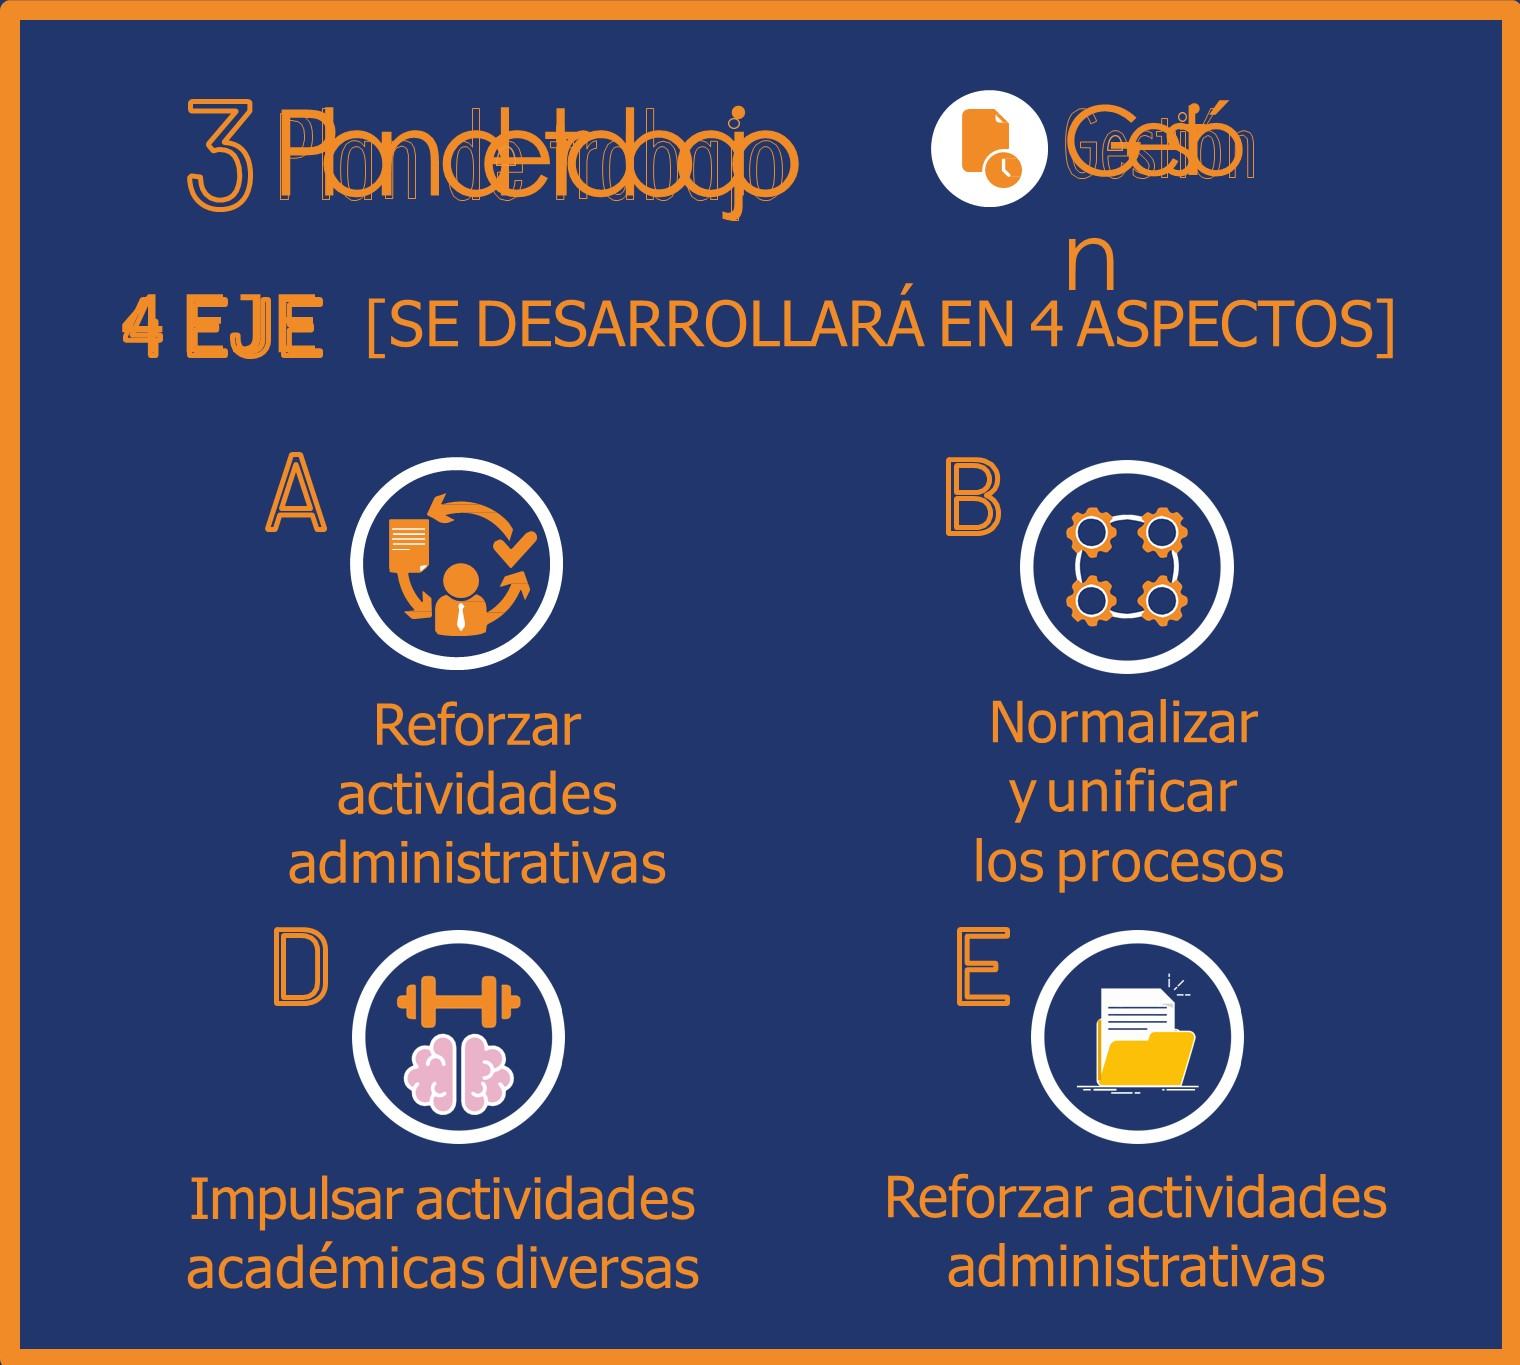 3 Plan de trabajo
Gestión
4 EJE [SE DESARROLLARÁ EN 4 ASPECTOS]
A
Reforzar
actividades
administrativas
B
Normalizar
y unificar
los procesos
D
Impulsar actividades
académicas diversas
E
Reforzar actividades
administrativas